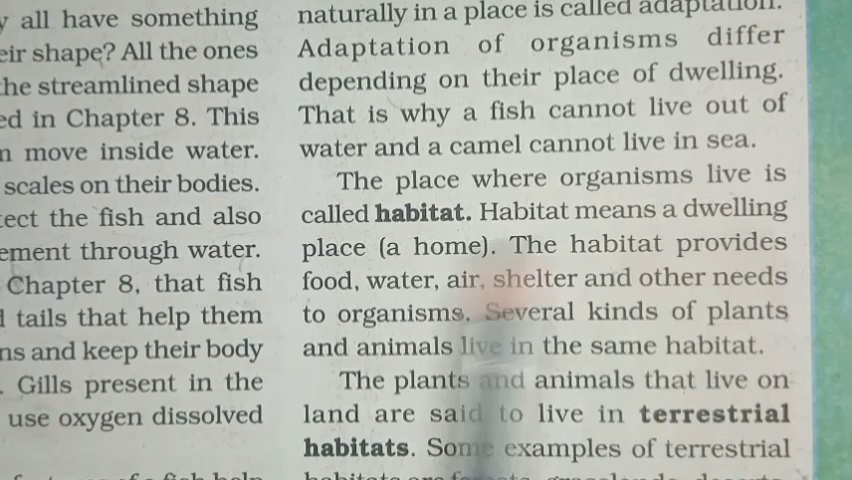 all have something
shape? All the ones
streamlined shape
in Chapter 8. This
move inside water.
scales on their bodies.
the fish and also
through water.
Chapter 8, that fish
tails that help them
and keep their body
. Gills present in the
use oxygen dissolved
naturally in a place is called adaptation.
Adaptation of organisms differ
depending on their place of dwelling.
That is why a fish cannot live out of
water and a camel cannot live in sea.
The place where organisms live is
called habitat. Habitat means a dwelling
place (a home). The habitat provides
food, water, air, shelter and other needs
to organisms. Several kinds of plants
and animals live in the same habitat.
The plants and animals that live on
land are said to live in terrestrial
habitats. Some examples of terrestrial